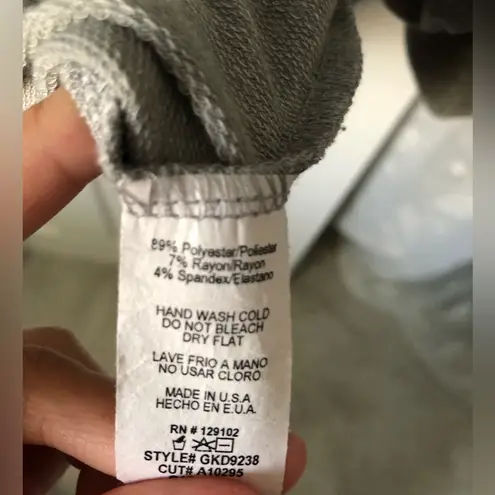 89% Polyester/Poliester
7% Rayon/Rayon
4% Spandex/Elastano
HAND WASH COLD
DO NOT BLEACH
DRY FLAT
LAVE FRIO A MANO
NO USAR CLORO
MADE IN U.S.A
HECHO EN E.U.A.
RN # 129102
STYLE# GKD9238
CUT# A10295